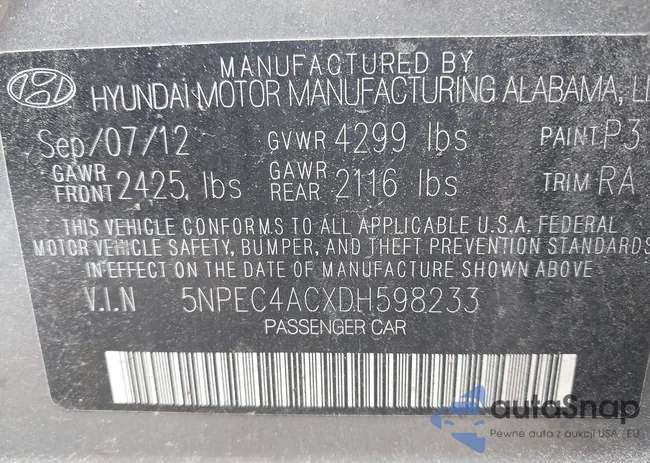 MANUFACTURED BY
HYUNDAI MOTOR MANUFACTURING ALABAMA,
Sep/07/12 GVWR 4299 lbs PAINT P3
GAWR FRONT 2425 lbs GAWR REAR 2116 lbs TRIM RA
THIS VEHICLE CONFORMS TO ALL APPLICABLE U.S.A. FEDERAL
MOTOR VEHICLE SAFETY, BUMPER, AND THEFT PREVENTION STANDARDS
IN EFFECT ON THE DATE OF MANUFACTURE SHOWN ABOVE
V.I.N 5NPEC4ACXDH598233
PASSENGER CAR
autoSnap
Pewne auta z aukcji USA i EU